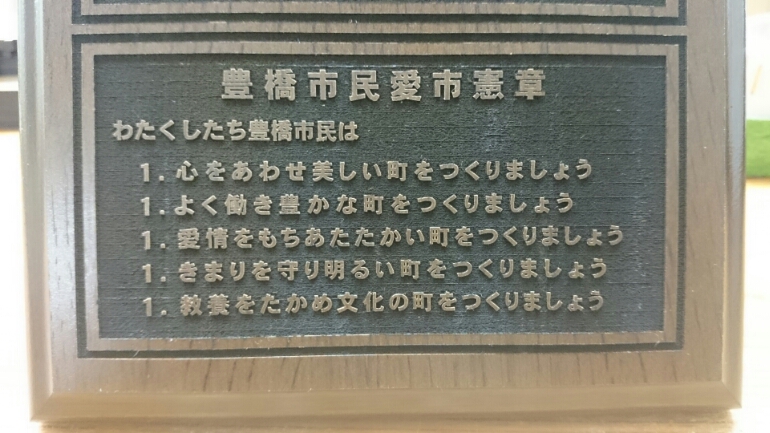 豊橋市民愛市憲章
わたくしたち豊橋市民は
1. 心をあわせ美しい町をつくりましょう
1. よく働き豊かな町をつくりましょう
1. 愛情をもちあたたかい町をつくりましょう
1. きまりを守り明るい町をつくりましょう
1. 教養をたかめ文化の町をつくりましょう